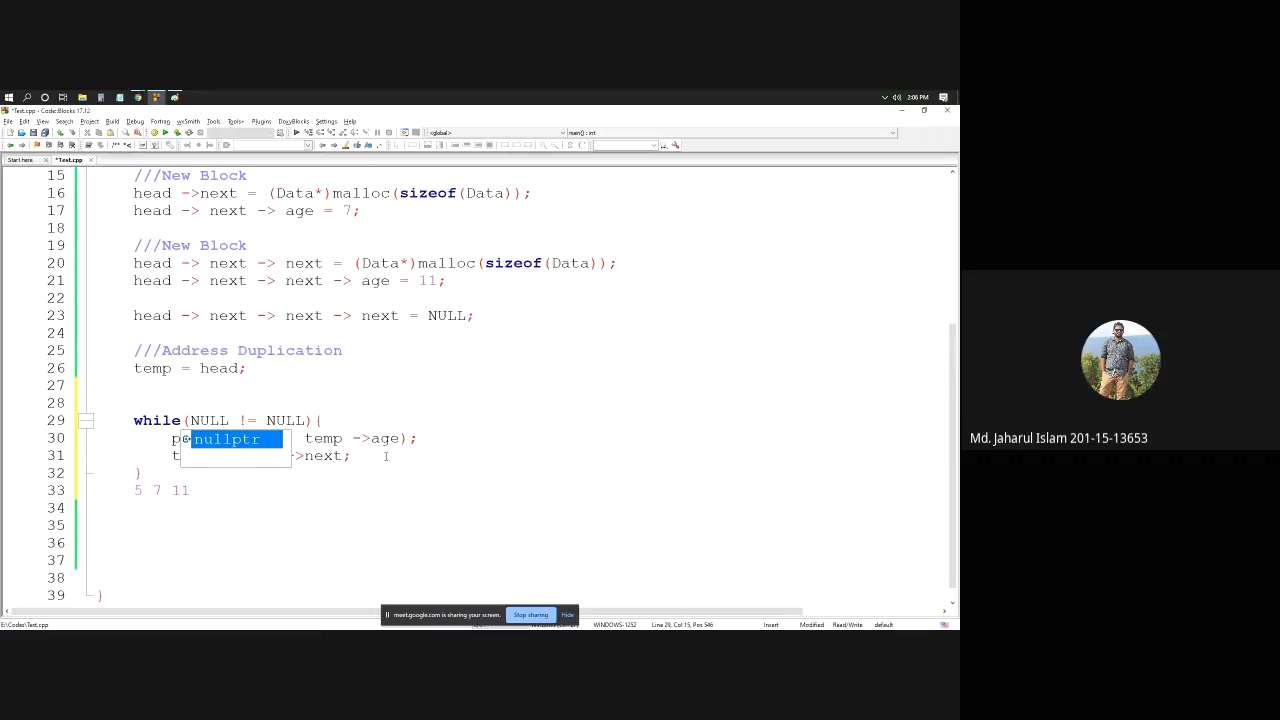 2:06 PM
*Test.cpp - Code::Blocks 17.12
File Edit View Search Project Build Debug Fortran wxSmith Tools Tools+ Plugins DoxyBlocks Settings Help
<global>
main() : int
Start here
*Test.cpp
15 ///New Block
16 head ->next = (Data*)malloc(sizeof(Data));
17 head -> next -> age = 7;
18
19 ///New Block
20 head -> next -> next = (Data*)malloc(sizeof(Data));
21 head -> next -> next -> age = 11;
22
23 head -> next -> next -> next = NULL;
24
25 ///Address Duplication
26 temp = head;
27
28
29 while(NULL != NULL){
30 p nullptr temp ->age);
31 t >next;
32 }
33 5 7 11
34
35
36
37
38
39 }
Md. Jaharul Islam 201-15-13653
meet.google.com is sharing your screen. Stop sharing Hide
E:\Codes\Test.cpp
WINDOWS-1252 Line 29, Col 15, Pos 546 Insert Modified Read/Write default